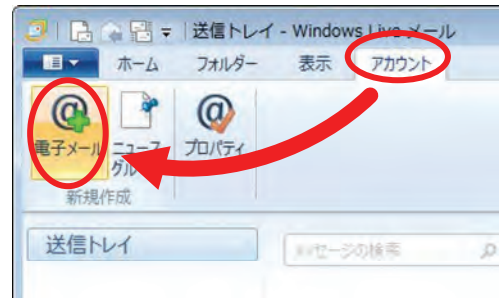 送信トレイ - Windows Live メール
ホーム フォルダー 表示 アカウント
電子メール ニュース プロパティ
新規作成
送信トレイ
メッセージの検索